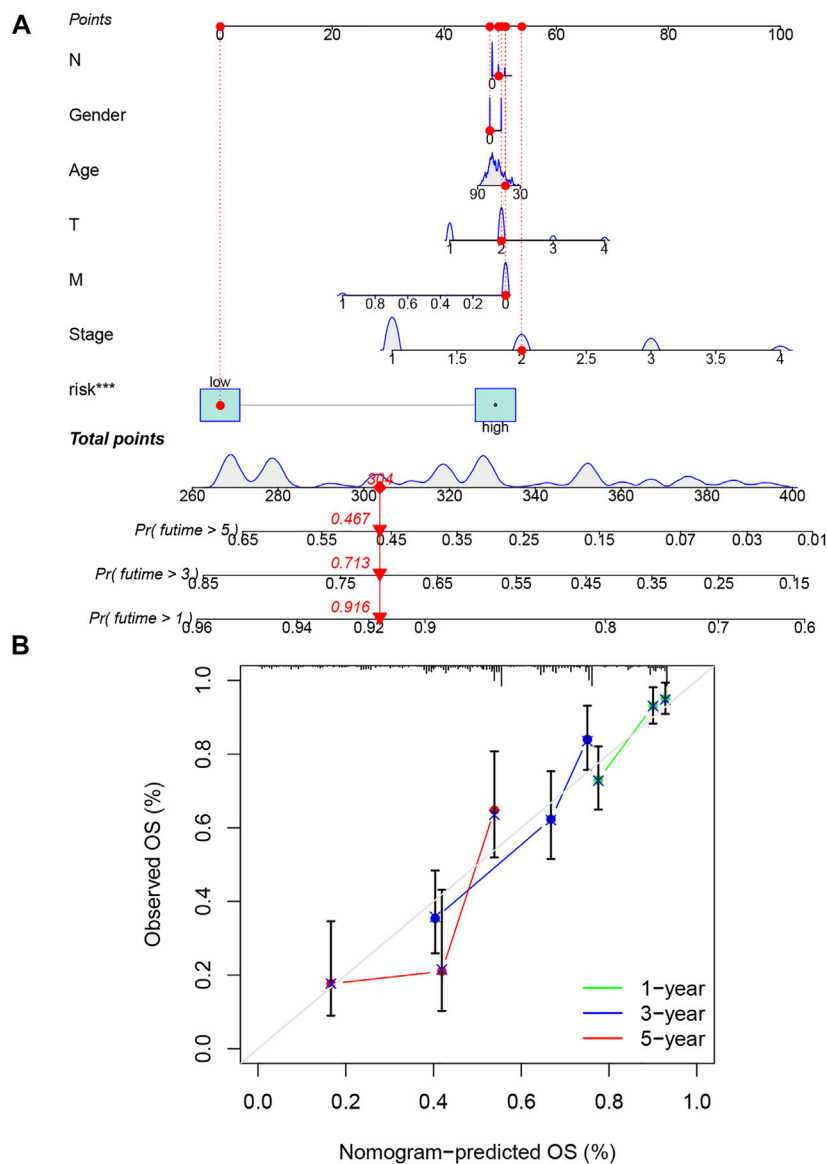 A
Points
0 20 40 60 80 100
N
0
Gender
0
Age
90 30
T
1 2 3 4
M
1 0.8 0.6 0.4 0.2 0
Stage
1 1.5 2 2.5 3 3.5 4
risk***
low
high
Total points
304
260 280 300 320 340 360 380 400
0.467
Pr( futime > 5 )
0.65 0.55 0.45 0.35 0.25 0.15 0.07 0.03 0.01
0.713
Pr( futime > 3 )
0.85 0.75 0.65 0.55 0.45 0.35 0.25 0.15
0.916
Pr( futime > 1 )
0.96 0.94 0.92 0.9 0.8 0.7 0.6
B
1.0
0.8
0.6
0.4
0.2
0.0
Observed OS (%)
1-year
3-year
5-year
0.0 0.2 0.4 0.6 0.8 1.0
Nomogram-predicted OS (%)